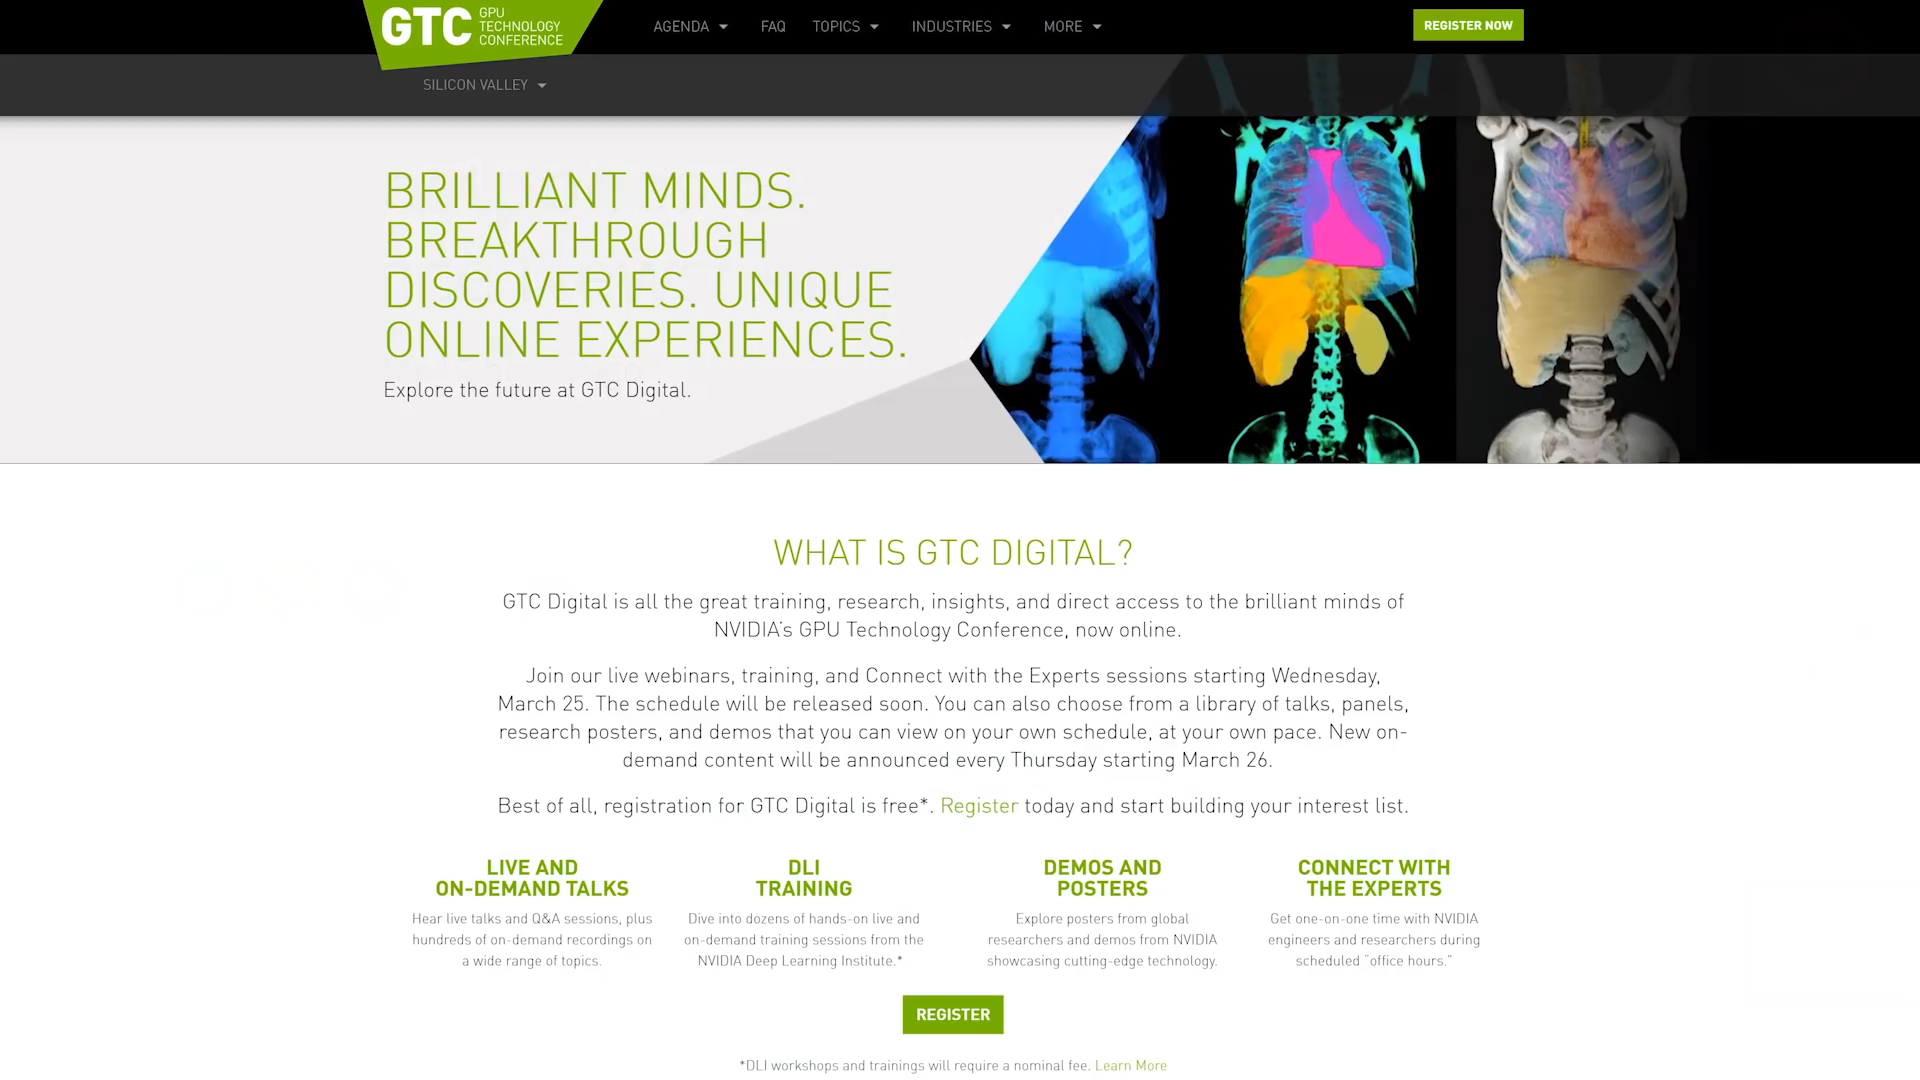 GTC GPU
TECHNOLOGY
CONFERENCE
AGENDA FAQ TOPICS INDUSTRIES MORE
REGISTER NOW
SILICON VALLEY
BRILLIANT MINDS.
BREAKTHROUGH
DISCOVERIES. UNIQUE
ONLINE EXPERIENCES.
Explore the future at GTC Digital.
WHAT IS GTC DIGITAL?
GTC Digital is all the great training, research, insights, and direct access to the brilliant minds of
NVIDIA's GPU Technology Conference, now online.
Join our live webinars, training, and Connect with the Experts sessions starting Wednesday,
March 25. The schedule will be released soon. You can also choose from a library of talks, panels,
research posters, and demos that you can view on your own schedule, at your own pace. New on-
demand content will be announced every Thursday starting March 26.
Best of all, registration for GTC Digital is free*. Register today and start building your interest list.
LIVE AND
ON-DEMAND TALKS
Hear live talks and Q&A sessions, plus
hundreds of on-demand recordings on
a wide range of topics.
DLI
TRAINING
Dive into dozens of hands-on live and
on-demand training sessions from the
NVIDIA Deep Learning Institute.*
DEMOS AND
POSTERS
Explore posters from global
researchers and demos from NVIDIA
showcasing cutting-edge technology.
CONNECT WITH
THE EXPERTS
Get one-on-one time with NVIDIA
engineers and researchers during
scheduled "office hours."
REGISTER
*DLI workshops and trainings will require a nominal fee. Learn More